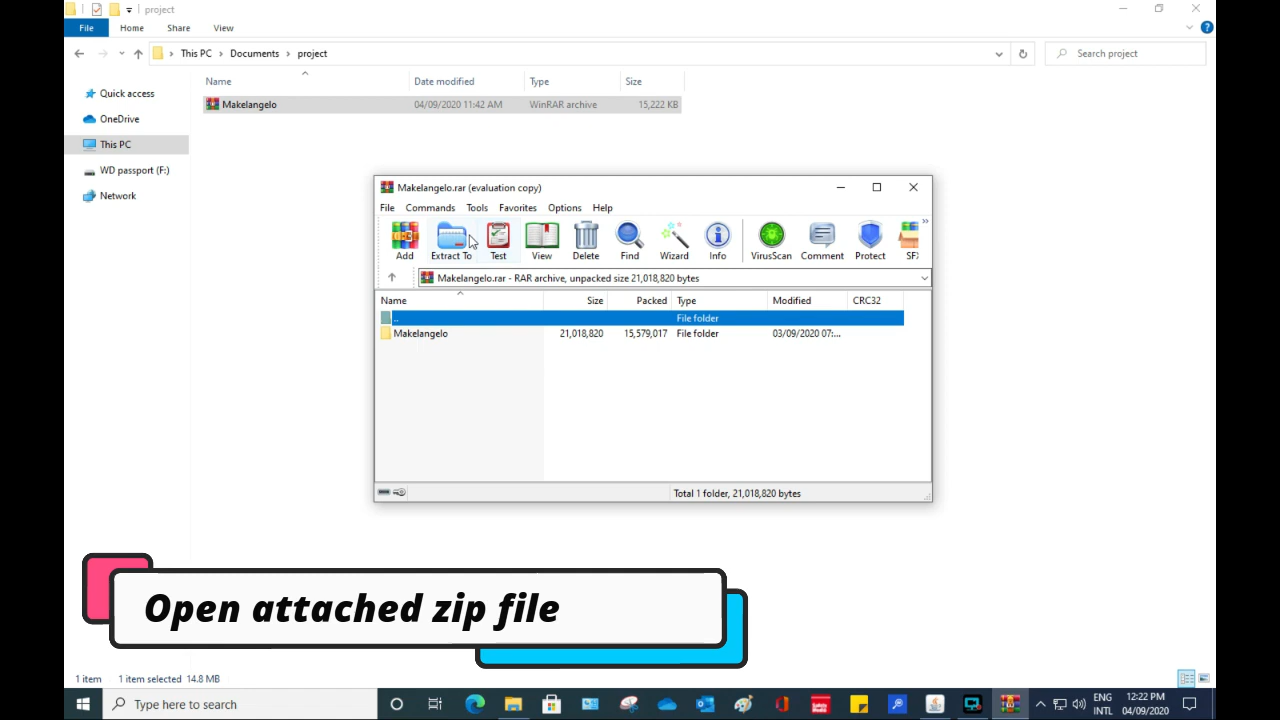 project
File
Home
Share
View
This PC
Documents
project
Search project
Name
Date modified
Type
Size
Makelangelo
04/09/2020 11:42 AM
WinRAR archive
15,222 KB
Quick access
OneDrive
This PC
WD passport (F:)
Network
Makelangelo.rar (evaluation copy)
File
Commands
Tools
Favorites
Options
Help
Add
Extract To
Test
View
Delete
Find
Wizard
Info
VirusScan
Comment
Protect
SFX
Makelangelo.rar - RAR archive, unpacked size 21,018,820 bytes
Name
Size
Packed
Type
Modified
CRC32
..
File folder
Makelangelo
21,018,820
15,579,017
File folder
03/09/2020 07:...
Total 1 folder, 21,018,820 bytes
Open attached zip file
1 item
1 item selected 14.8 MB
Type here to search
ENG
INTL
12:22 PM
04/09/2020